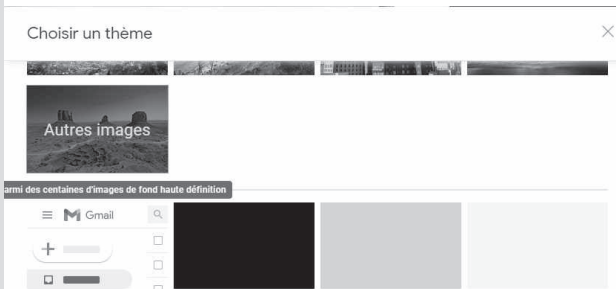 Choisir un thème
Autres images
armi des centaines d'images de fond haute définition
Gmail